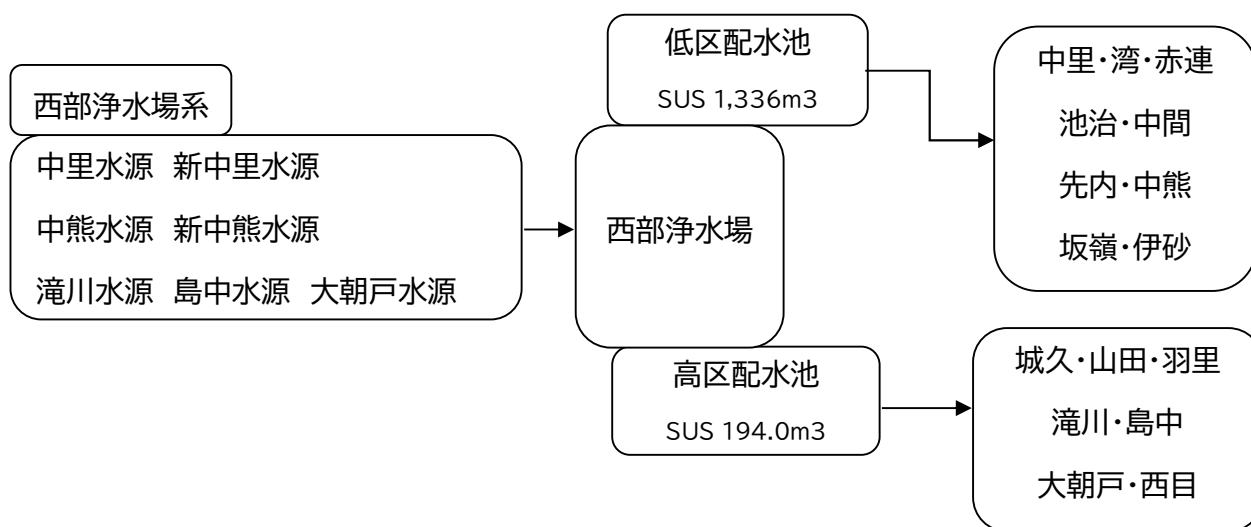 西部浄水場系
中里水源 新中里水源
中熊水源 新中熊水源
滝川水源 島中水源 大朝戸水源
西部浄水場
低区配水池
SUS 1,336m3
中里・湾・赤連
池治・中間
先内・中熊
坂嶺・伊砂
高区配水池
SUS 194.0m3
城久・山田・羽里
滝川・島中
大朝戸・西目